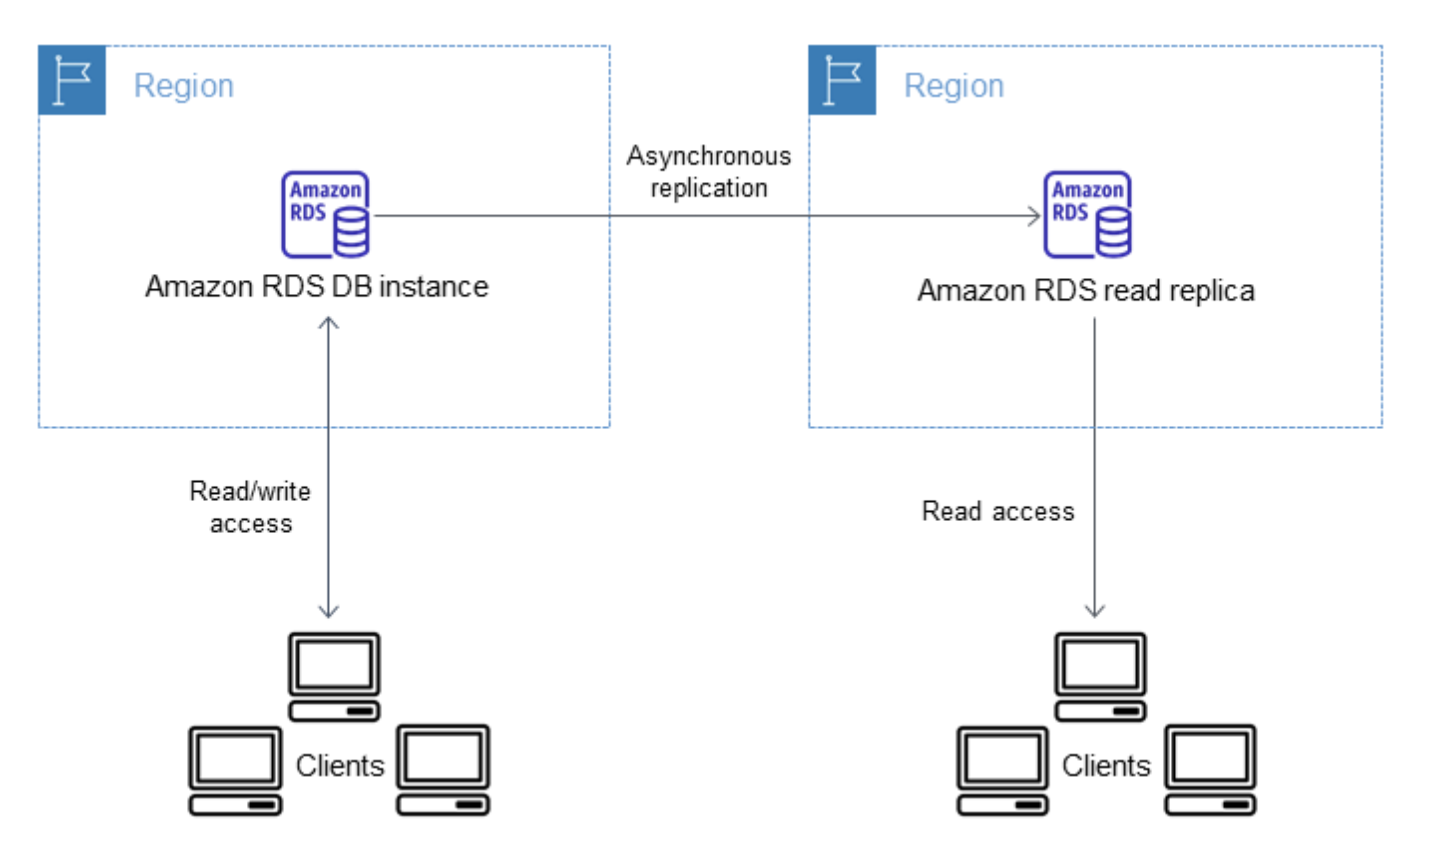 Region
Region
Asynchronous
replication
Amazon
RDS
Amazon
RDS
Amazon RDS DB instance
Amazon RDS read replica
Read/write
access
Read access
Clients
Clients